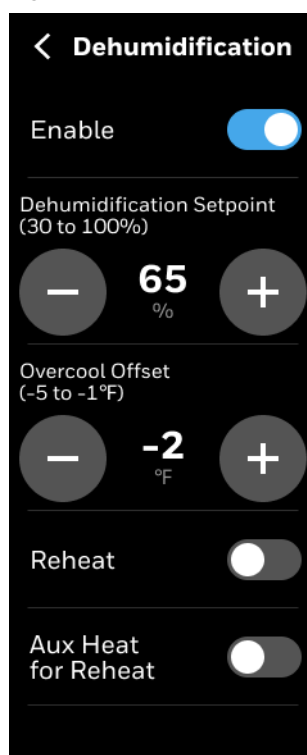 Dehumidification
Enable
Dehumidification Setpoint
(30 to 100%)
65
%
Overcool Offset
(-5 to -1°F)
-2
°F
Reheat
Aux Heat
for Reheat